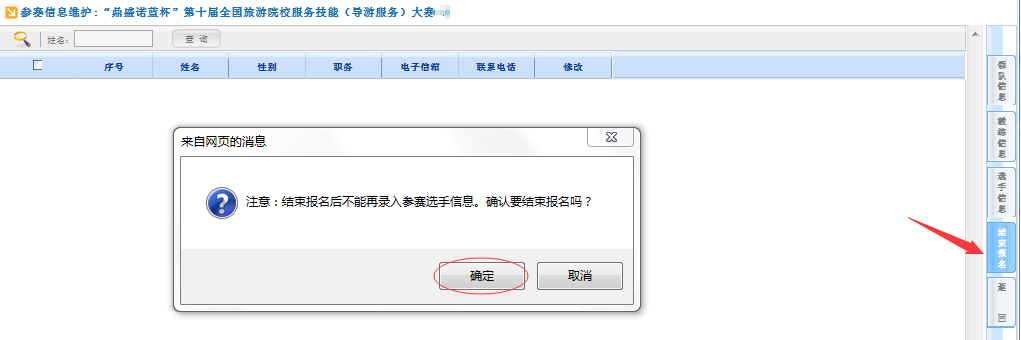 参赛信息维护：“鼎盛诺蓝杯”第十届全国旅游院校服务技能（导游服务）大赛
姓名：
查 询
序号 姓名 性别 职务 电子信箱 联系电话 修改
来自网页的消息
注意：结束报名后不能再录入参赛选手信息。确认要结束报名吗？
确定 取消
领队信息
教练信息
选手信息
结束报名
返 回